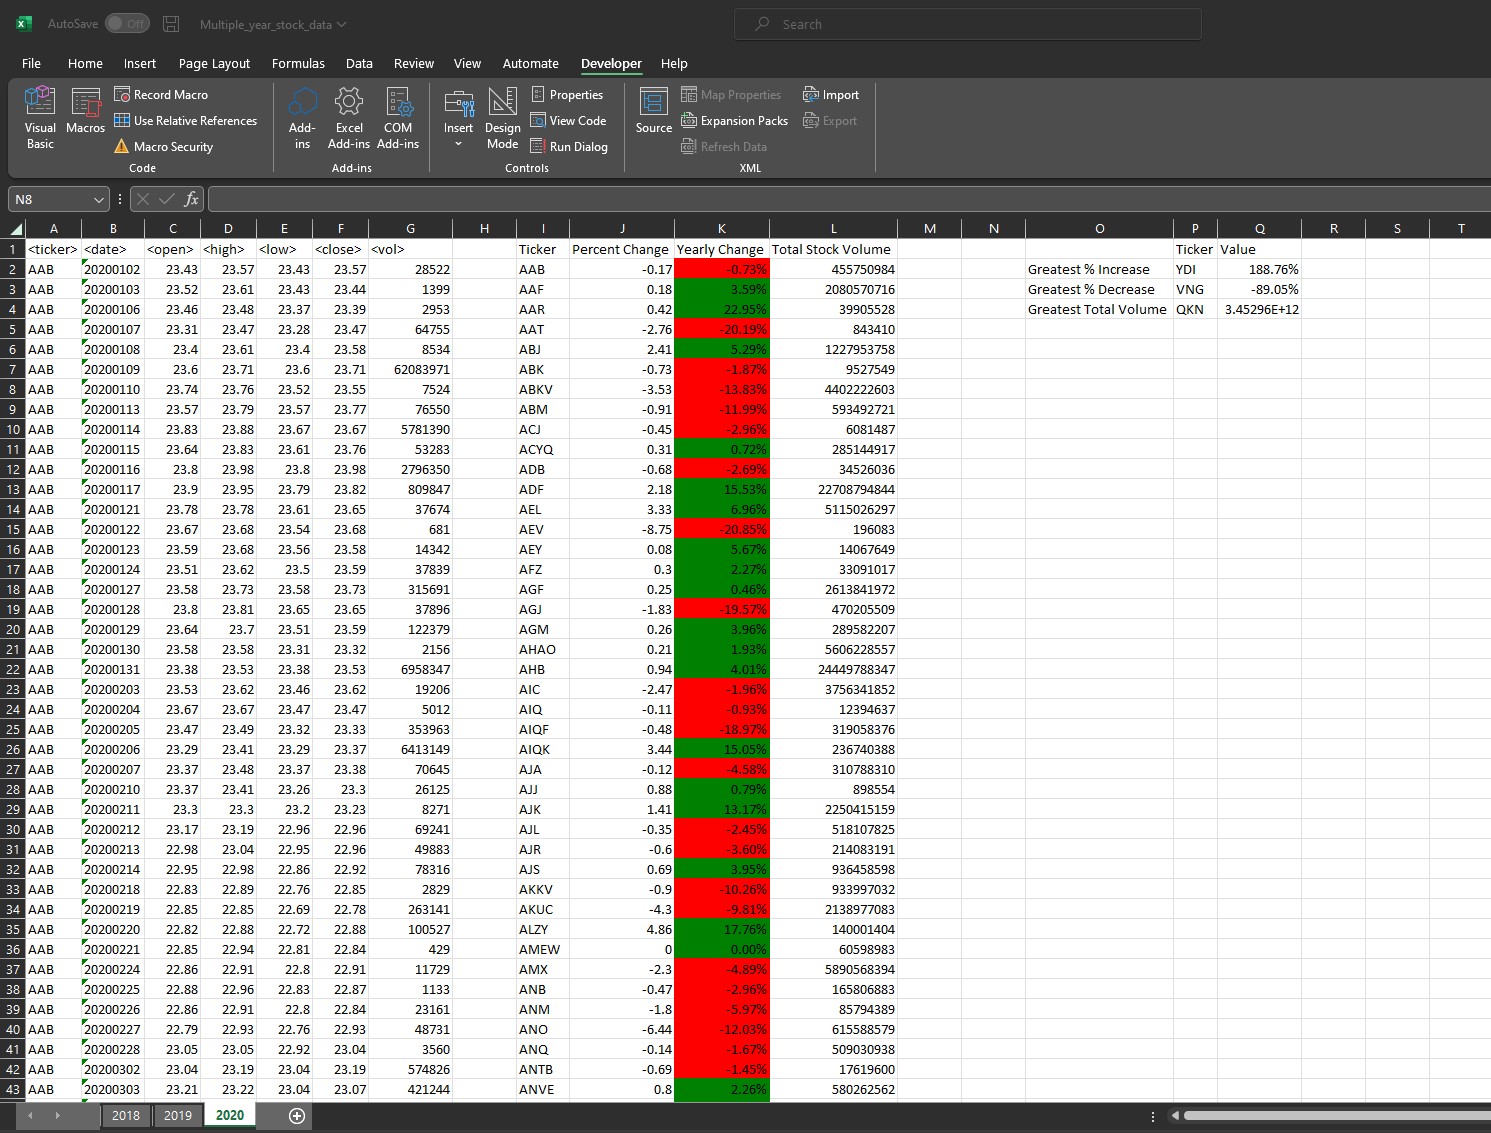 AutoSave Off Multiple_year_stock_data Search
File Home Insert Page Layout Formulas Data Review View Automate Developer Help
Visual Basic
Macros
Record Macro
Use Relative References
Macro Security
Code
Add-ins
Excel Add-ins
COM Add-ins
Add-ins
Insert
Design Mode
Properties
View Code
Run Dialog
Controls
Source
Map Properties
Expansion Packs
Refresh Data
Import
Export
XML
N8 fx
A B C D E F G H I J K L M N O P Q R S T
1 <ticker> <date> <open> <high> <low> <close> <vol> Ticker Percent Change Yearly Change Total Stock Volume Ticker Value
2 AAB 20200102 23.43 23.57 23.43 23.57 28522 AAB -0.17 -0.73% 455750984 Greatest % Increase YDI 188.76%
3 AAB 20200103 23.52 23.61 23.43 23.44 1399 AAF 0.18 3.59% 2080570716 Greatest % Decrease VNG -89.05%
4 AAB 20200106 23.46 23.48 23.37 23.39 2953 AAR 0.42 22.95% 39905528 Greatest Total Volume QKN 3.45296E+12
5 AAB 20200107 23.31 23.47 23.28 23.47 64755 AAT -2.76 -20.19% 843410
6 AAB 20200108 23.4 23.61 23.4 23.58 8534 ABJ 2.41 5.29% 1227953758
7 AAB 20200109 23.6 23.71 23.6 23.71 62083971 ABK -0.73 -1.87% 9527549
8 AAB 20200110 23.74 23.76 23.52 23.55 7524 ABKV -3.53 -13.83% 4402222603
9 AAB 20200113 23.57 23.79 23.57 23.77 76550 ABM -0.91 -11.99% 593492721
10 AAB 20200114 23.83 23.88 23.67 23.67 5781390 ACJ -0.45 -2.96% 6081487
11 AAB 20200115 23.64 23.83 23.61 23.76 53283 ACYQ 0.31 0.72% 285144917
12 AAB 20200116 23.8 23.98 23.8 23.98 2796350 ADB -0.68 -2.69% 34526036
13 AAB 20200117 23.9 23.95 23.79 23.82 809847 ADF 2.18 15.53% 22708794844
14 AAB 20200121 23.78 23.78 23.61 23.65 37674 AEL 3.33 6.96% 5115026297
15 AAB 20200122 23.67 23.68 23.54 23.68 681 AEV -8.75 -20.85% 196083
16 AAB 20200123 23.59 23.68 23.56 23.58 14342 AEY 0.08 5.67% 14067649
17 AAB 20200124 23.51 23.62 23.5 23.59 37839 AFZ 0.3 2.27% 33091017
18 AAB 20200127 23.58 23.73 23.58 23.73 315691 AGF 0.25 0.46% 2613841972
19 AAB 20200128 23.8 23.81 23.65 23.65 37896 AGJ -1.83 -19.57% 470205509
20 AAB 20200129 23.64 23.7 23.51 23.59 122379 AGM 0.26 3.96% 289582207
21 AAB 20200130 23.58 23.58 23.31 23.32 2156 AHAO 0.21 1.93% 5606228557
22 AAB 20200131 23.38 23.53 23.38 23.53 6958347 AHB 0.94 4.01% 24449788347
23 AAB 20200203 23.53 23.62 23.46 23.62 19206 AIC -2.47 -1.96% 3756341852
24 AAB 20200204 23.67 23.67 23.47 23.47 5012 AIQ -0.11 -0.93% 12394637
25 AAB 20200205 23.47 23.49 23.32 23.33 353963 AIQF -0.48 -18.97% 319058376
26 AAB 20200206 23.29 23.41 23.29 23.37 6413149 AIQK 3.44 15.05% 236740388
27 AAB 20200207 23.37 23.48 23.37 23.38 70645 AJA -0.12 -4.58% 310788310
28 AAB 20200210 23.37 23.41 23.26 23.3 26125 AJJ 0.88 0.79% 898554
29 AAB 20200211 23.3 23.3 23.2 23.23 8271 AJK 1.41 13.17% 2250415159
30 AAB 20200212 23.17 23.19 22.96 22.96 69241 AJL -0.35 -2.45% 518107825
31 AAB 20200213 22.98 23.04 22.95 22.96 49883 AJR -0.6 -3.60% 214083191
32 AAB 20200214 22.95 22.98 22.86 22.92 78316 AJS 0.69 3.95% 936458598
33 AAB 20200218 22.83 22.89 22.76 22.85 2829 AKKV -0.9 -10.26% 933997032
34 AAB 20200219 22.85 22.85 22.69 22.78 263141 AKUC -4.3 -9.81% 2138977083
35 AAB 20200220 22.82 22.88 22.72 22.88 100527 ALZY 4.86 17.76% 140001404
36 AAB 20200221 22.85 22.94 22.81 22.84 429 AMEW 0 0.00% 60598983
37 AAB 20200224 22.86 22.91 22.8 22.91 11729 AMX -2.3 -4.89% 5890568394
38 AAB 20200225 22.88 22.96 22.83 22.87 1133 ANB -0.47 -2.96% 165806883
39 AAB 20200226 22.86 22.91 22.8 22.84 23161 ANM -1.8 -5.97% 85794389
40 AAB 20200227 22.79 22.93 22.76 22.93 48731 ANO -6.44 -12.03% 615588579
41 AAB 20200228 23.05 23.05 22.92 23.04 3560 ANQ -0.14 -1.67% 509030938
42 AAB 20200302 23.04 23.19 23.04 23.19 574826 ANTB -0.69 -1.45% 17619600
43 AAB 20200303 23.21 23.22 23.04 23.07 421244 ANVE 0.8 2.26% 580262562
2018 2019 2020